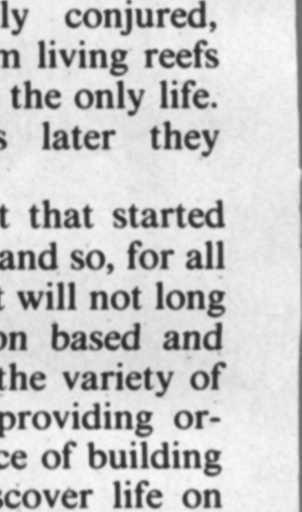 ly conjured,
m living reefs
the only life.
s later they
t that started
and so, for all
t will not long
on based and
the variety of
providing or-
ce of building
scover life on